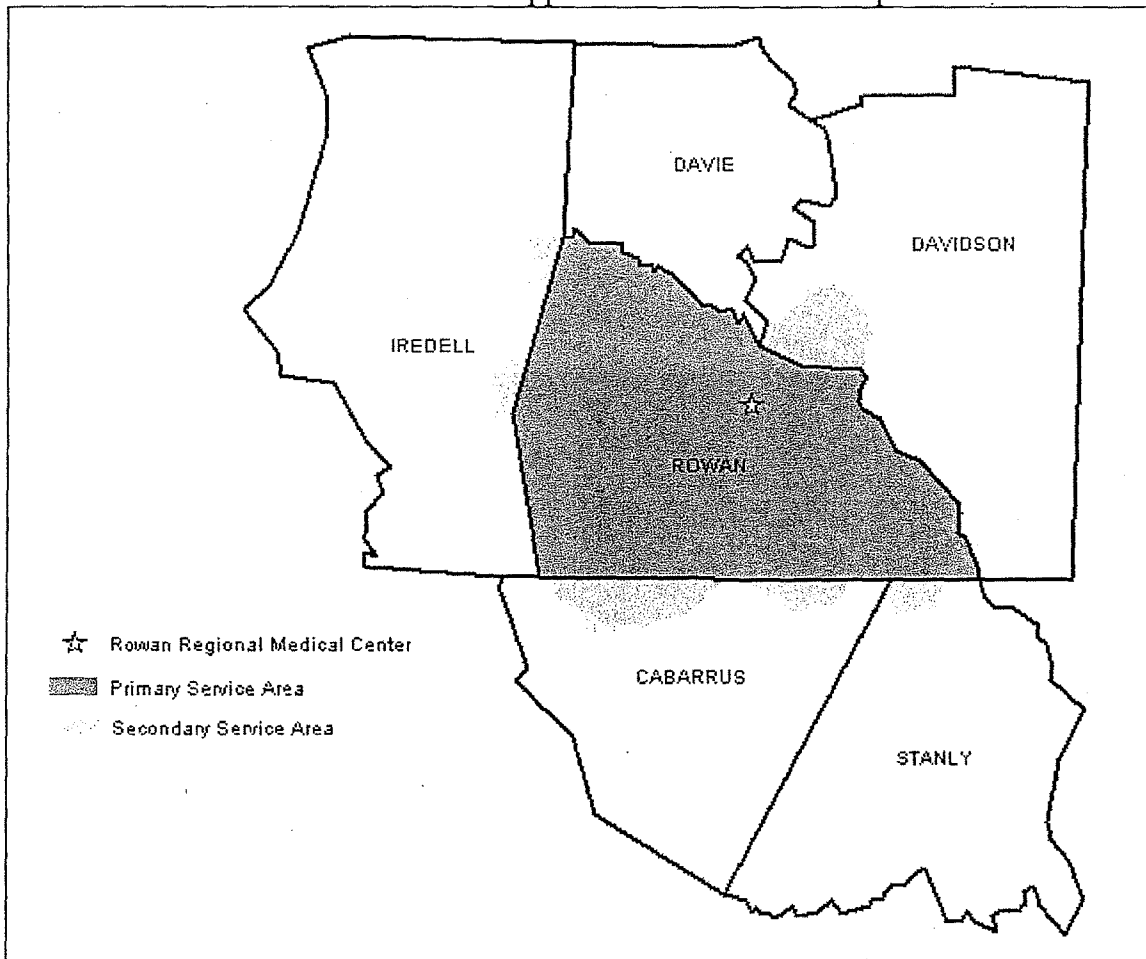 DAVIE
DAVIDSON
IREDELL
ROWAN
Rowan Regional Medical Center
Primary Service Area
CABARRUS
Secondary Service Area
STANLY